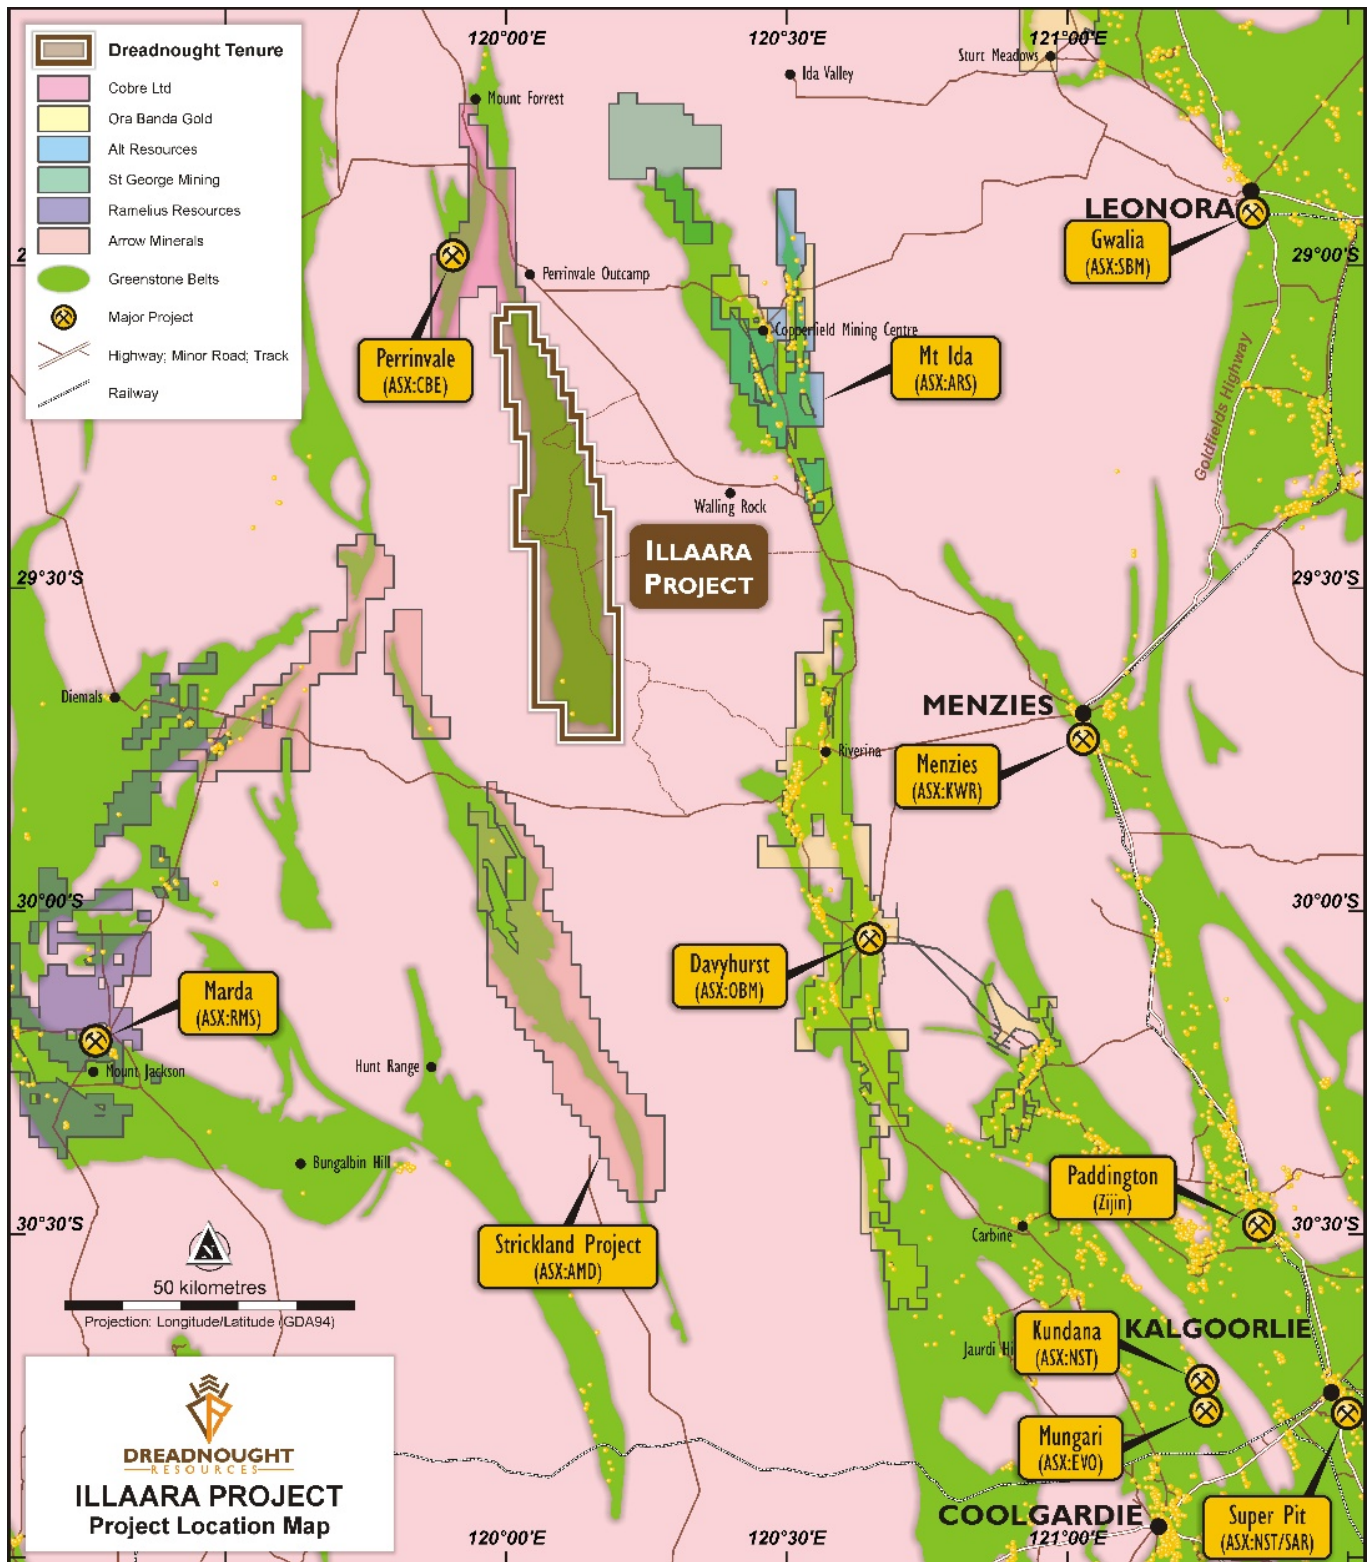 120°00'E
120°30'E
121°00'E
Dreadnought Tenure
Cobre Ltd
Ora Banda Gold
Alt Resources
St George Mining
Ramelius Resources
Arrow Minerals
Greenstone Belts
Major Project
Highway; Minor Road; Track
Railway
Sturt Meadows
Ida Valley
Mount Forrest
LEONORA
Gwalia
(ASX:SBM)
29°00'S
Perrinvale Outcamp
Copperfield Mining Centre
Perrinvale
(ASX:CBE)
Mt Ida
(ASX:ARS)
Goldfields Highway
Walling Rock
ILLAARA
PROJECT
29°30'S
29°30'S
Diemals
MENZIES
Riverina
Menzies
(ASX:KWR)
30°00'S
30°00'S
Davyhurst
(ASX:OBM)
Marda
(ASX:RMS)
Mount Jackson
Hunt Range
Bungalbin Hill
Paddington
(Zijin)
30°30'S
30°30'S
Carbine
Strickland Project
(ASX:AMD)
N
50 kilometres
Projection: Longitude/Latitude (GDA94)
Kundana
(ASX:NST)
KALGOORLIE
Jaurdi
Mungari
(ASX:EVO)
COOLGARDIE
Super Pit
(ASX:NST/SAR)
DREADNOUGHT
RESOURCES
ILLAARA PROJECT
Project Location Map
120°00'E
120°30'E
121°00'E